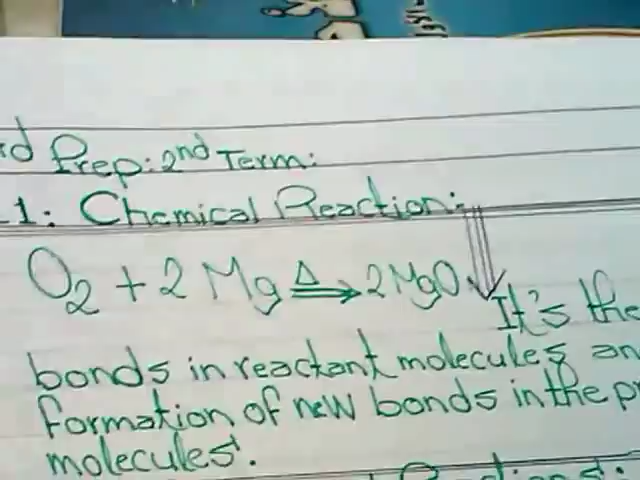 Prep: 2nd Term:
1: Chemical Reaction:
O2 + 2 Mg Δ⟹ 2MgO
It's the
bonds in reactant molecules an
formation of new bonds in the p
molecules.